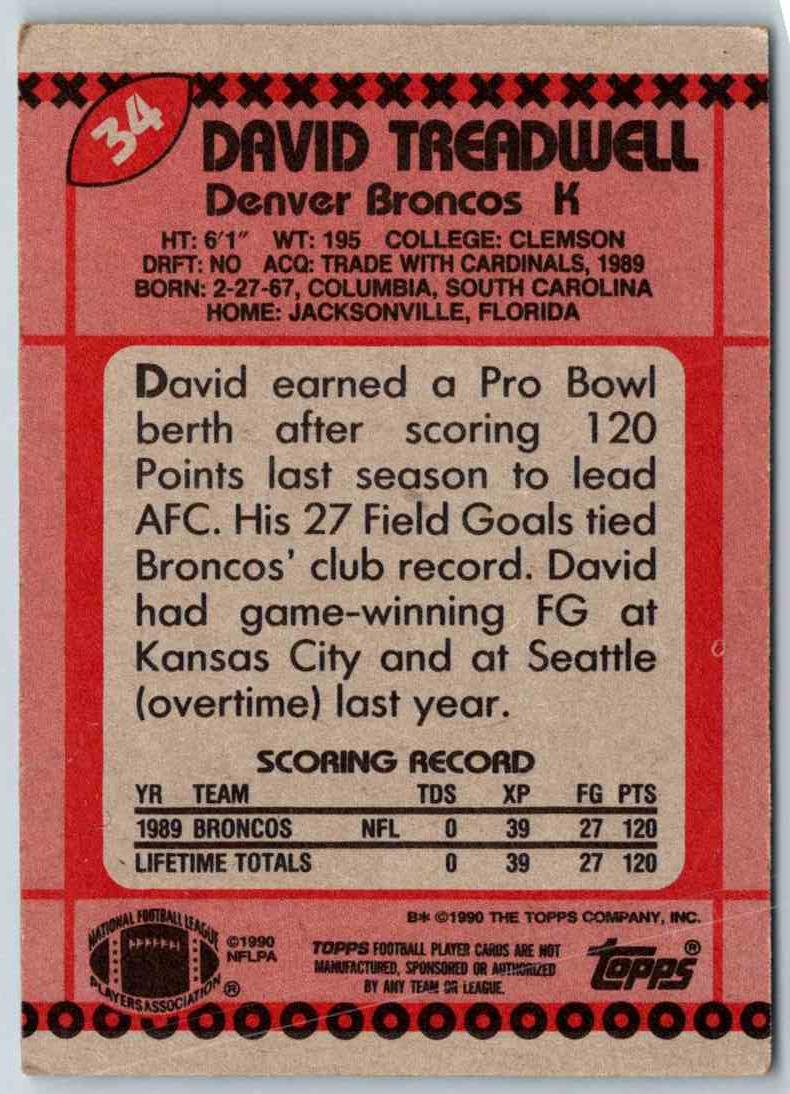 34
DAVID TREADWELL
Denver Broncos K
HT: 6'1" WT: 195 COLLEGE: CLEMSON
DRFT: NO ACQ: TRADE WITH CARDINALS, 1989
BORN: 2-27-67, COLUMBIA, SOUTH CAROLINA
HOME: JACKSONVILLE, FLORIDA
David earned a Pro Bowl
berth after scoring 120
Points last season to lead
AFC. His 27 Field Goals tied
Broncos' club record. David
had game-winning FG at
Kansas City and at Seattle
(overtime) last year.
SCORING RECORD
YR TEAM TDS XP FG PTS
1989 BRONCOS NFL 0 39 27 120
LIFETIME TOTALS 0 39 27 120
B* ©1990 THE TOPPS COMPANY, INC.
NATIONAL FOOTBALL LEAGUE
PLAYERS ASSOCIATION ®
©1990
NFLPA
TOPPS FOOTBALL PLAYER CARDS ARE NOT
MANUFACTURED, SPONSORED OR AUTHORIZED
BY ANY TEAM OR LEAGUE.
topps®